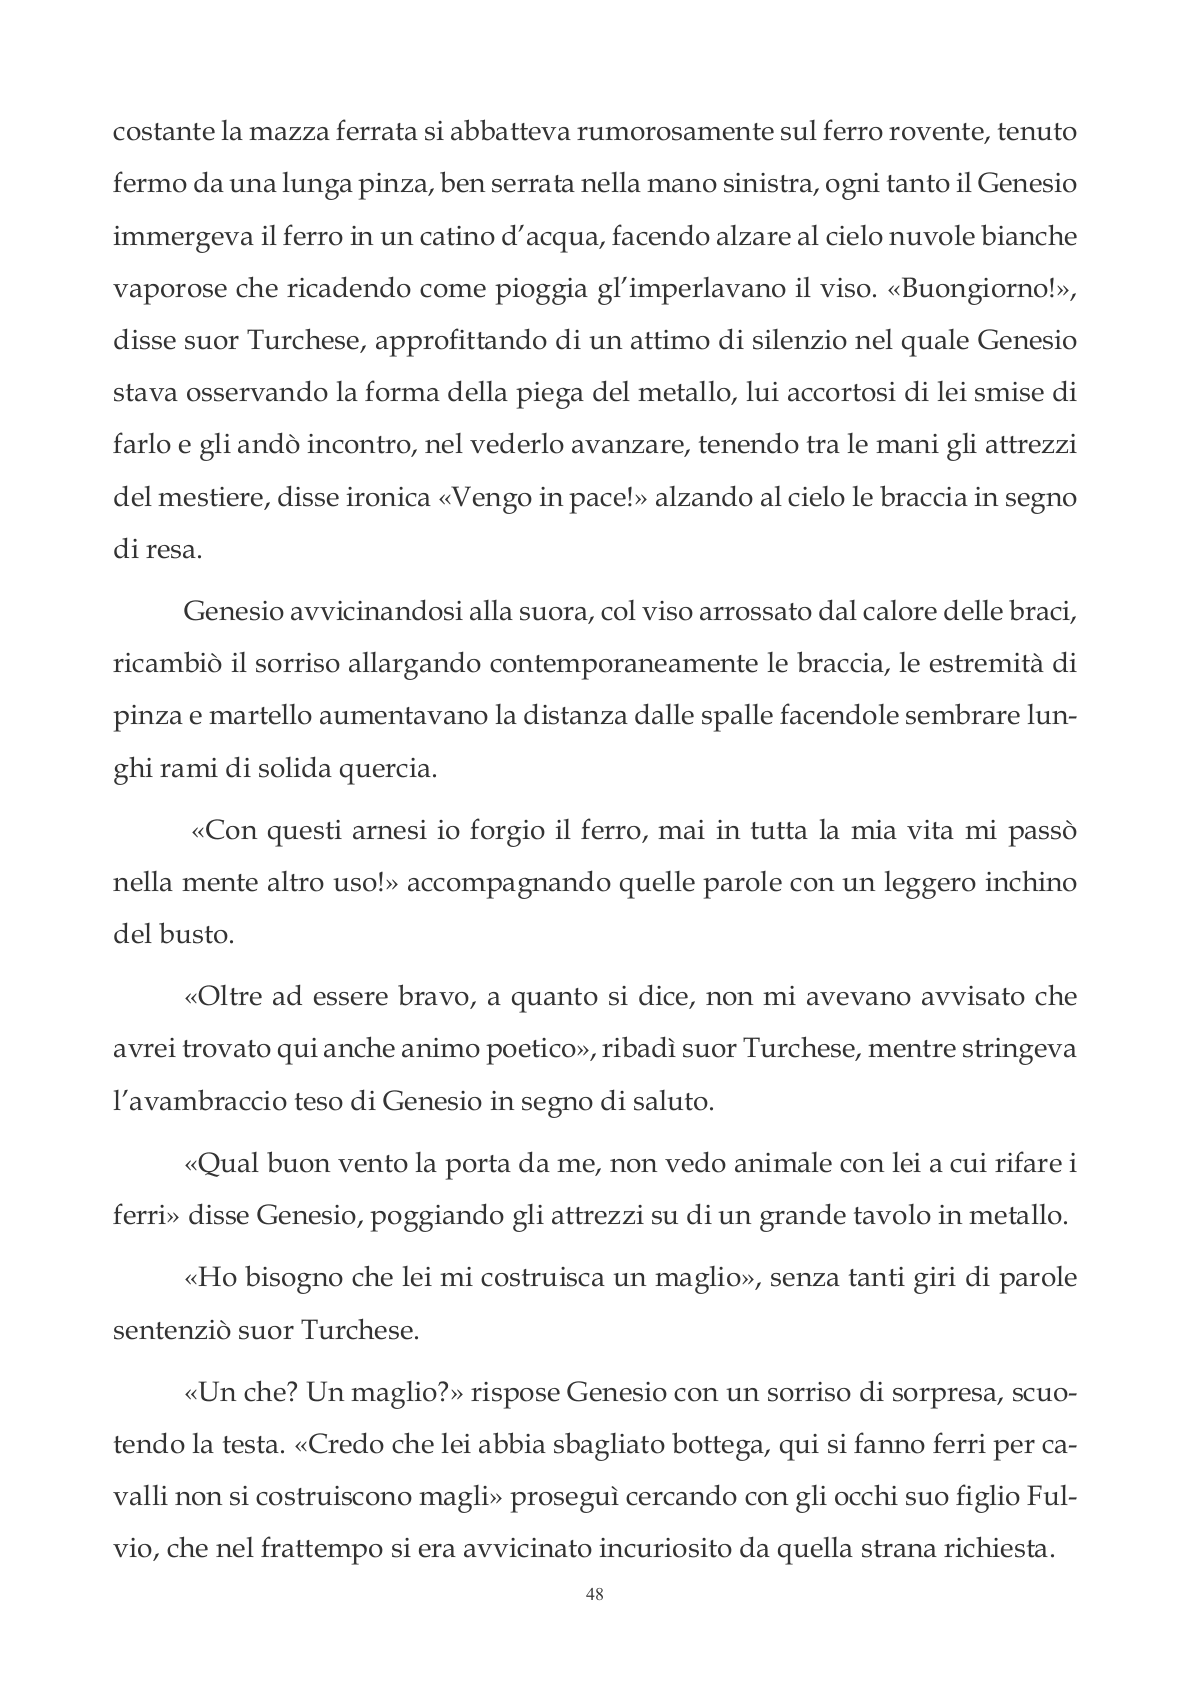 costante la mazza ferrata si abbatteva rumorosamente sul ferro rovente, tenuto
fermo da una lunga pinza, ben serrata nella mano sinistra, ogni tanto il Genesio
immergeva il ferro in un catino d’acqua, facendo alzare al cielo nuvole bianche
vaporose che ricadendo come pioggia gl’imperlavano il viso. «Buongiorno!»,
disse suor Turchese, approfittando di un attimo di silenzio nel quale Genesio
stava osservando la forma della piega del metallo, lui accortosi di lei smise di
farlo e gli andò incontro, nel vederlo avanzare, tenendo tra le mani gli attrezzi
del mestiere, disse ironica «Vengo in pace!» alzando al cielo le braccia in segno
di resa.
Genesio avvicinandosi alla suora, col viso arrossato dal calore delle braci,
ricambiò il sorriso allargando contemporaneamente le braccia, le estremità di
pinza e martello aumentavano la distanza dalle spalle facendole sembrare lun-
ghi rami di solida quercia.
«Con questi arnesi io forgio il ferro, mai in tutta la mia vita mi passò
nella mente altro uso!» accompagnando quelle parole con un leggero inchino
del busto.
«Oltre ad essere bravo, a quanto si dice, non mi avevano avvisato che
avrei trovato qui anche animo poetico», ribadì suor Turchese, mentre stringeva
l’avambraccio teso di Genesio in segno di saluto.
«Qual buon vento la porta da me, non vedo animale con lei a cui rifare i
ferri» disse Genesio, poggiando gli attrezzi su di un grande tavolo in metallo.
«Ho bisogno che lei mi costruisca un maglio», senza tanti giri di parole
sentenziò suor Turchese.
«Un che? Un maglio?» rispose Genesio con un sorriso di sorpresa, scuo-
tendo la testa. «Credo che lei abbia sbagliato bottega, qui si fanno ferri per ca-
valli non si costruiscono magli» proseguì cercando con gli occhi suo figlio Ful-
vio, che nel frattempo si era avvicinato incuriosito da quella strana richiesta.
48